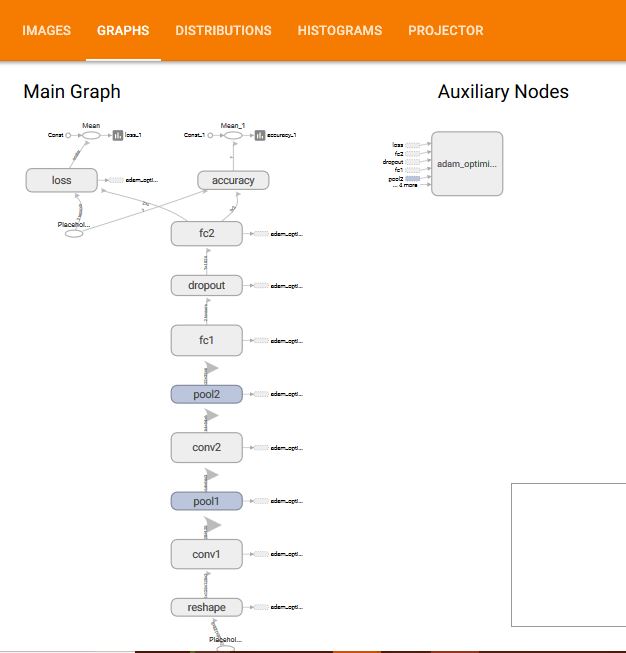 IMAGES GRAPHS DISTRIBUTIONS HISTOGRAMS PROJECTOR
Main Graph
Auxiliary Nodes
Mean
Const
loss_1
Mean_1
Const_1
accuracy_1
loss
adam_opti...
accuracy
Placehol...
fc2
adam_opti...
dropout
adam_opti...
fc1
adam_opti...
pool2
adam_opti...
conv2
adam_opti...
pool1
adam_opti...
conv1
adam_opti...
reshape
adam_opti...
Placehol...
loss
fc2
dropout
fc1
pool2
... 4 more
adam_optimi...